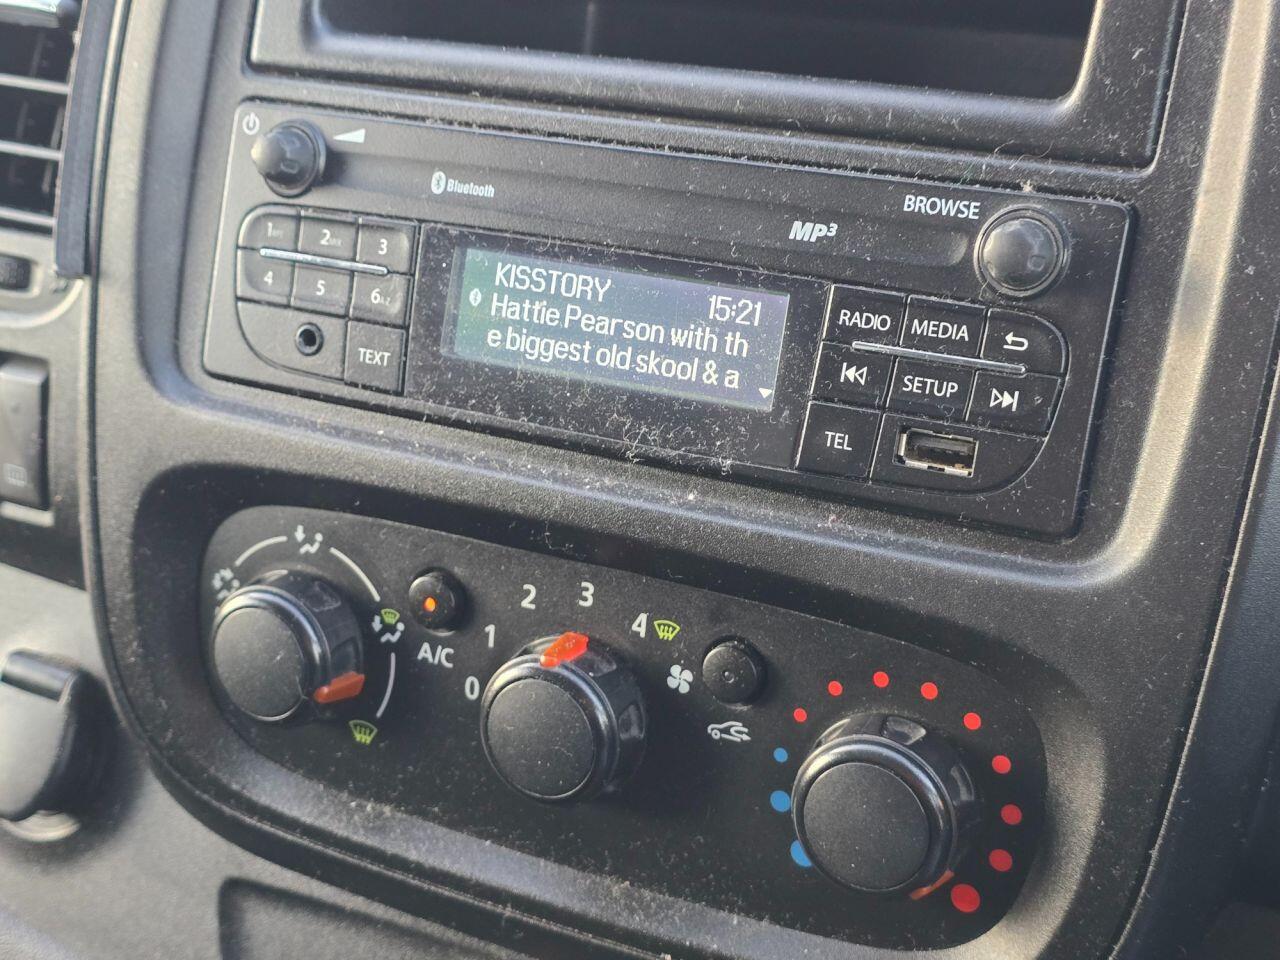 Bluetooth
BROWSE
MP3
1
2
3
KISSTORY
15:21
Hattie Pearson with th
e biggest old skool & a
RADIO
MEDIA
4
5
6
TEXT
SETUP
TEL
A/C
0
1
2
3
4